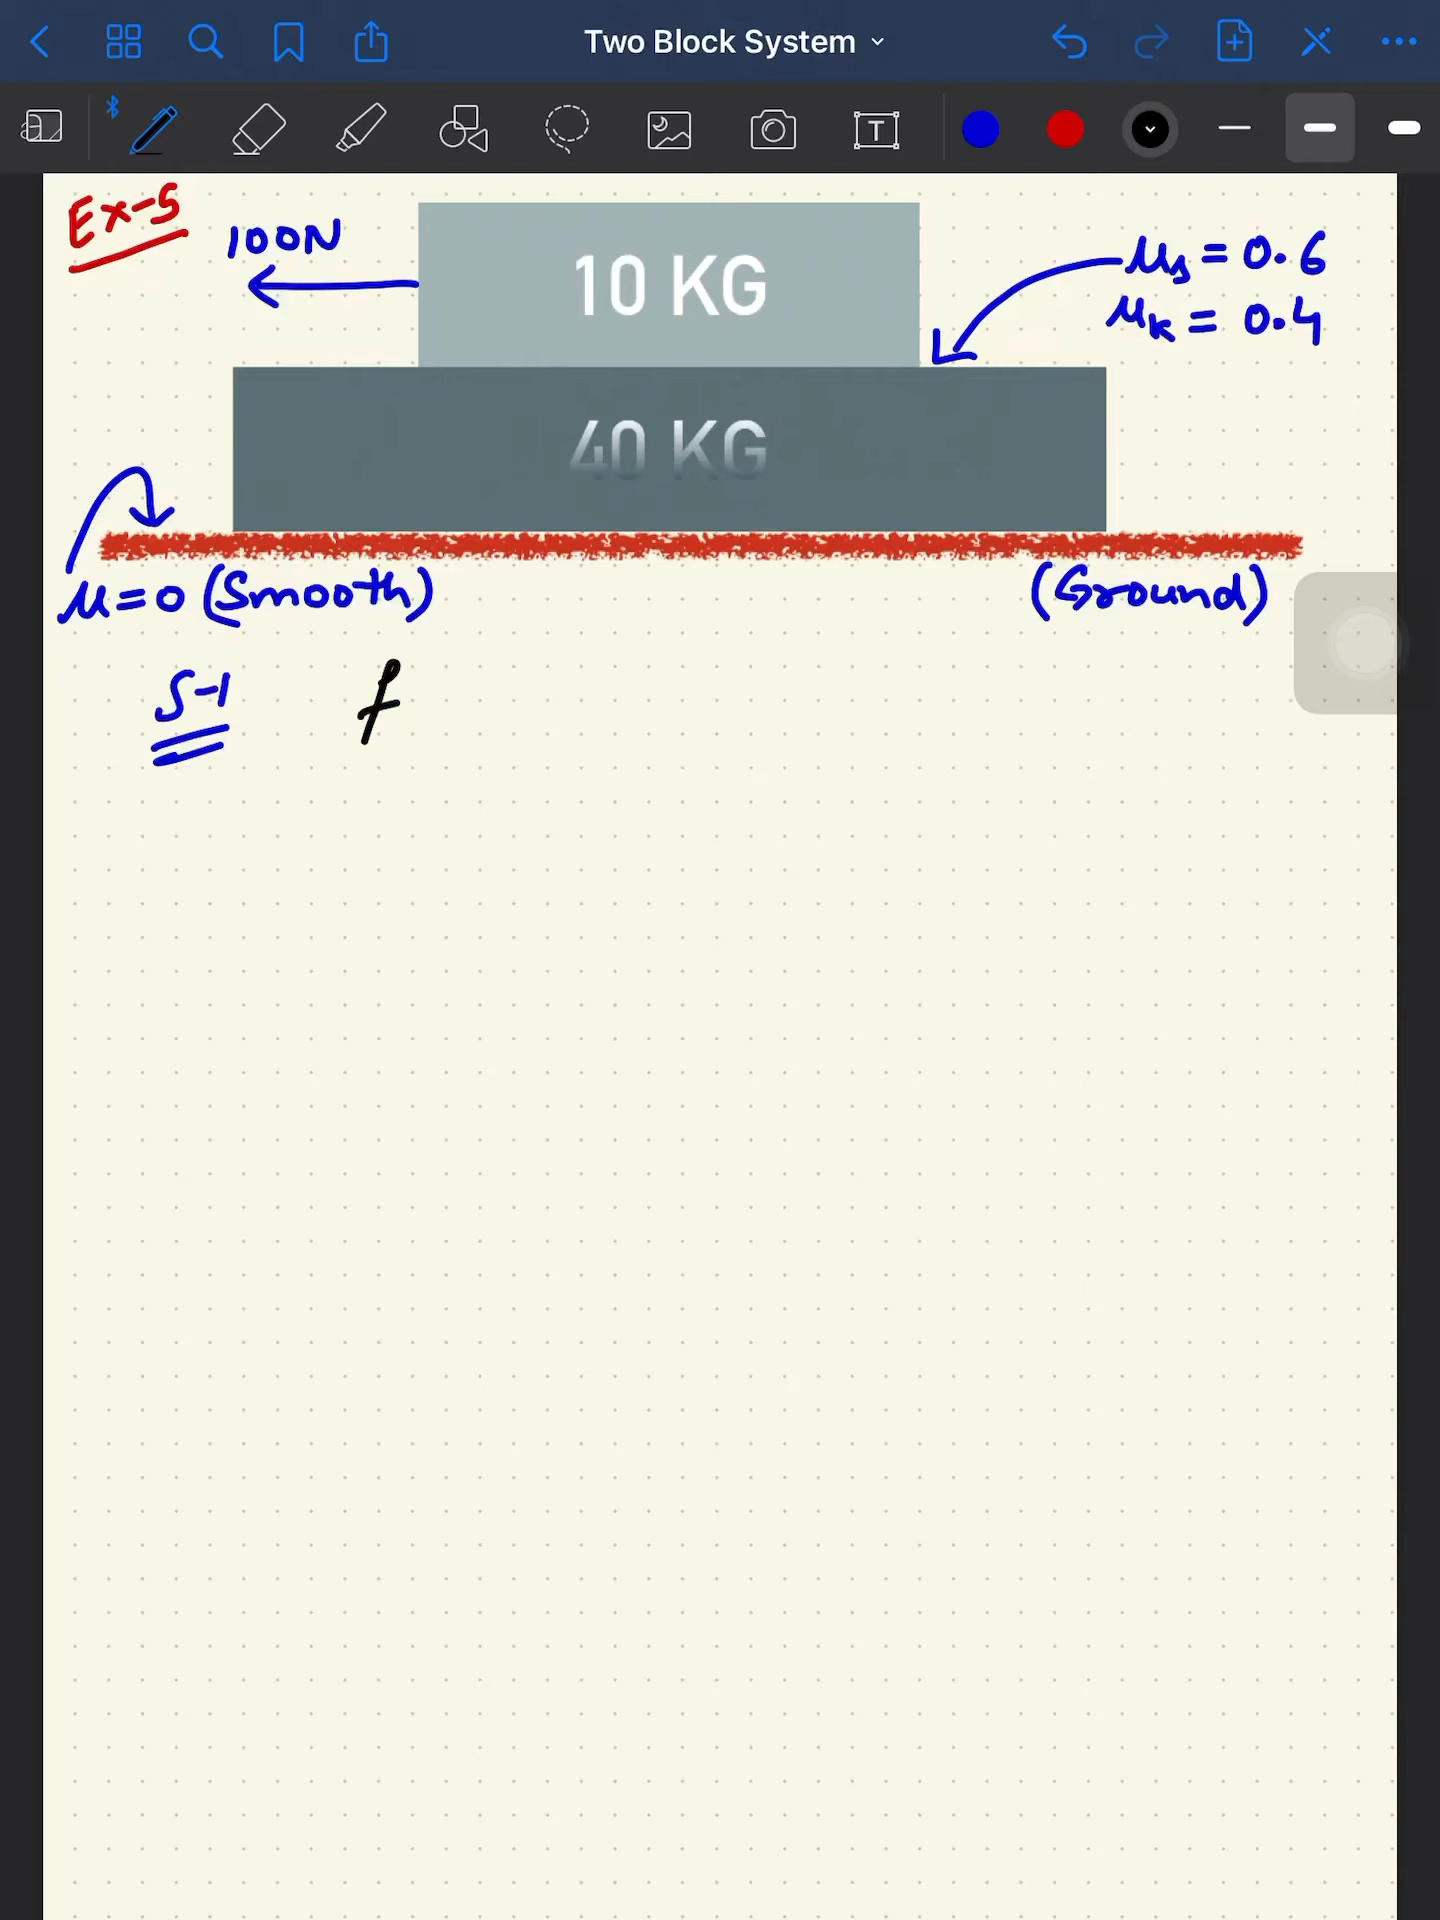 Two Block System
T
Ex-5
100N
10 KG
μs = 0.6
μk = 0.4
40 KG
μ=0 (Smooth)
(Ground)
S-1
f